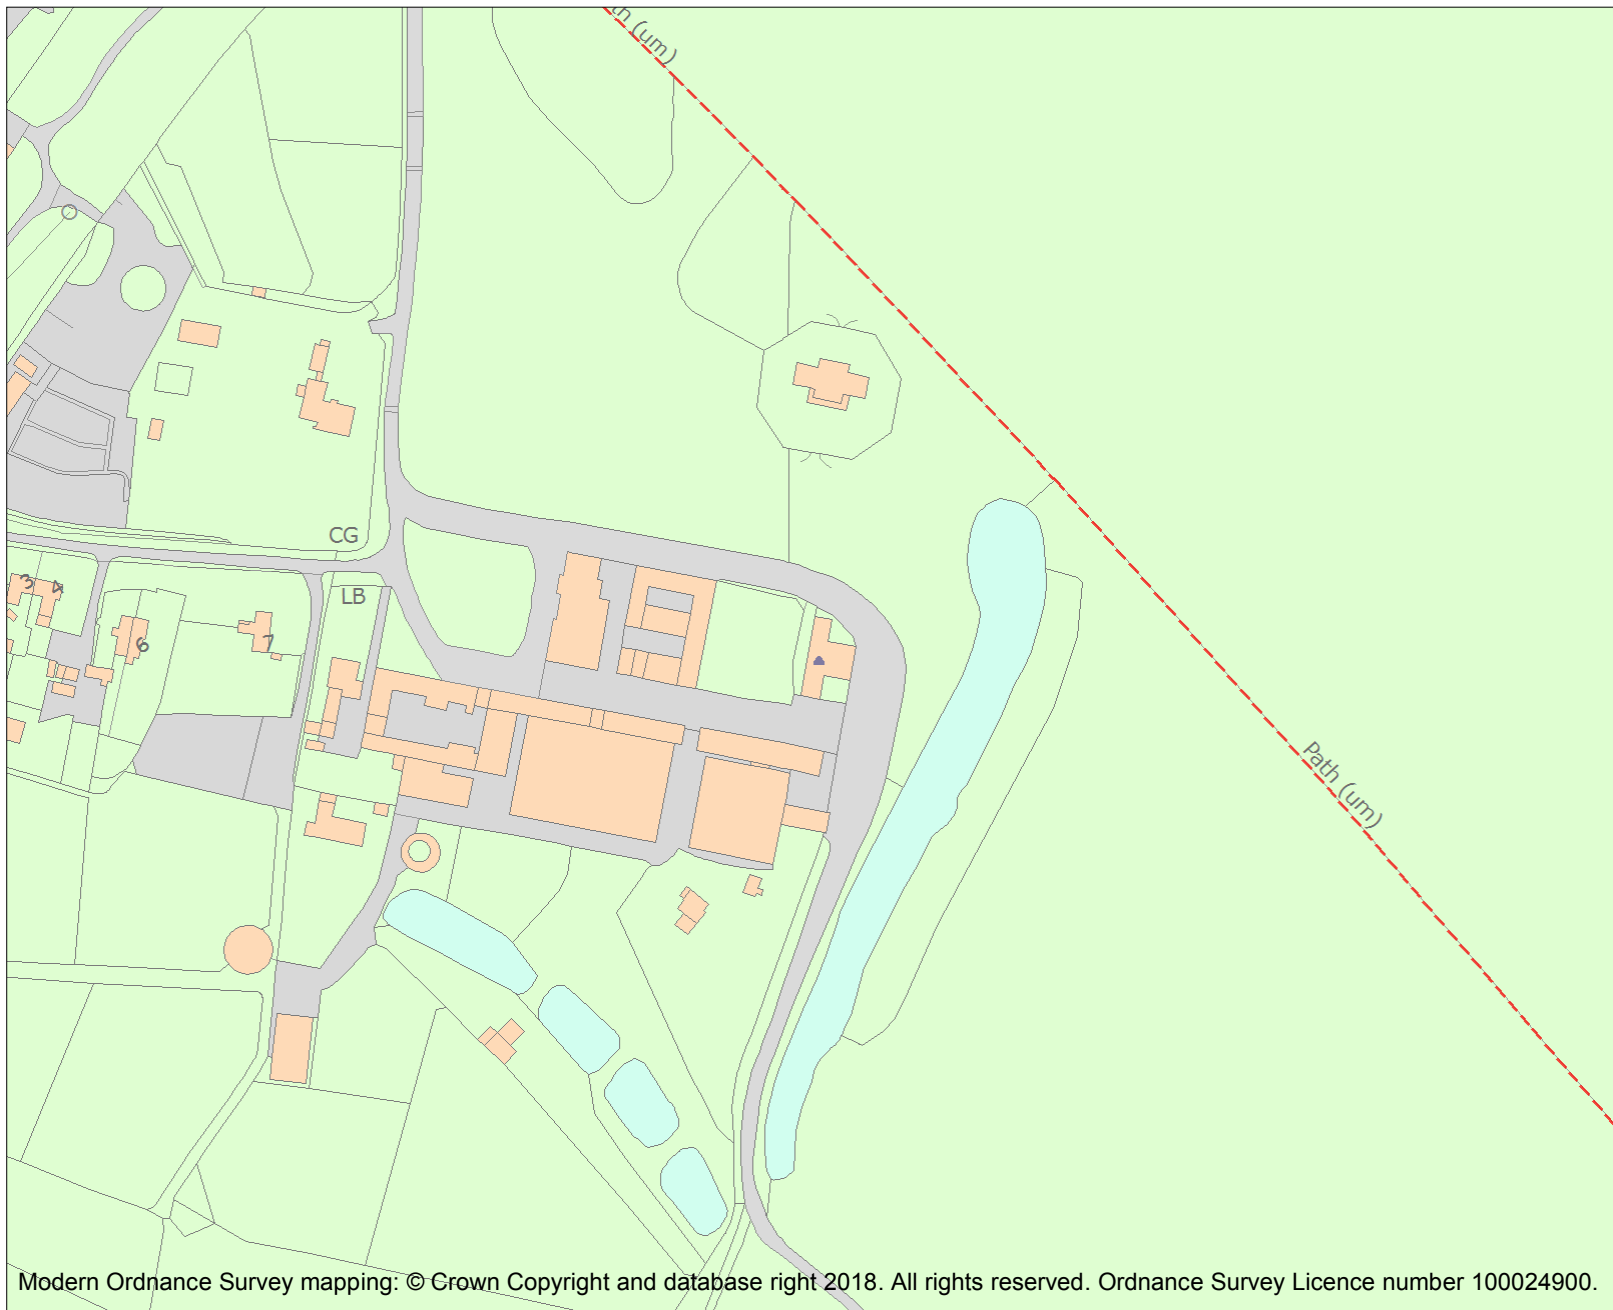 (um)
CG
3
4
LB
6
7
Path (um)
Modern Ordnance Survey mapping: © Crown Copyright and database right 2018. All rights reserved. Ordnance Survey Licence number 100024900.